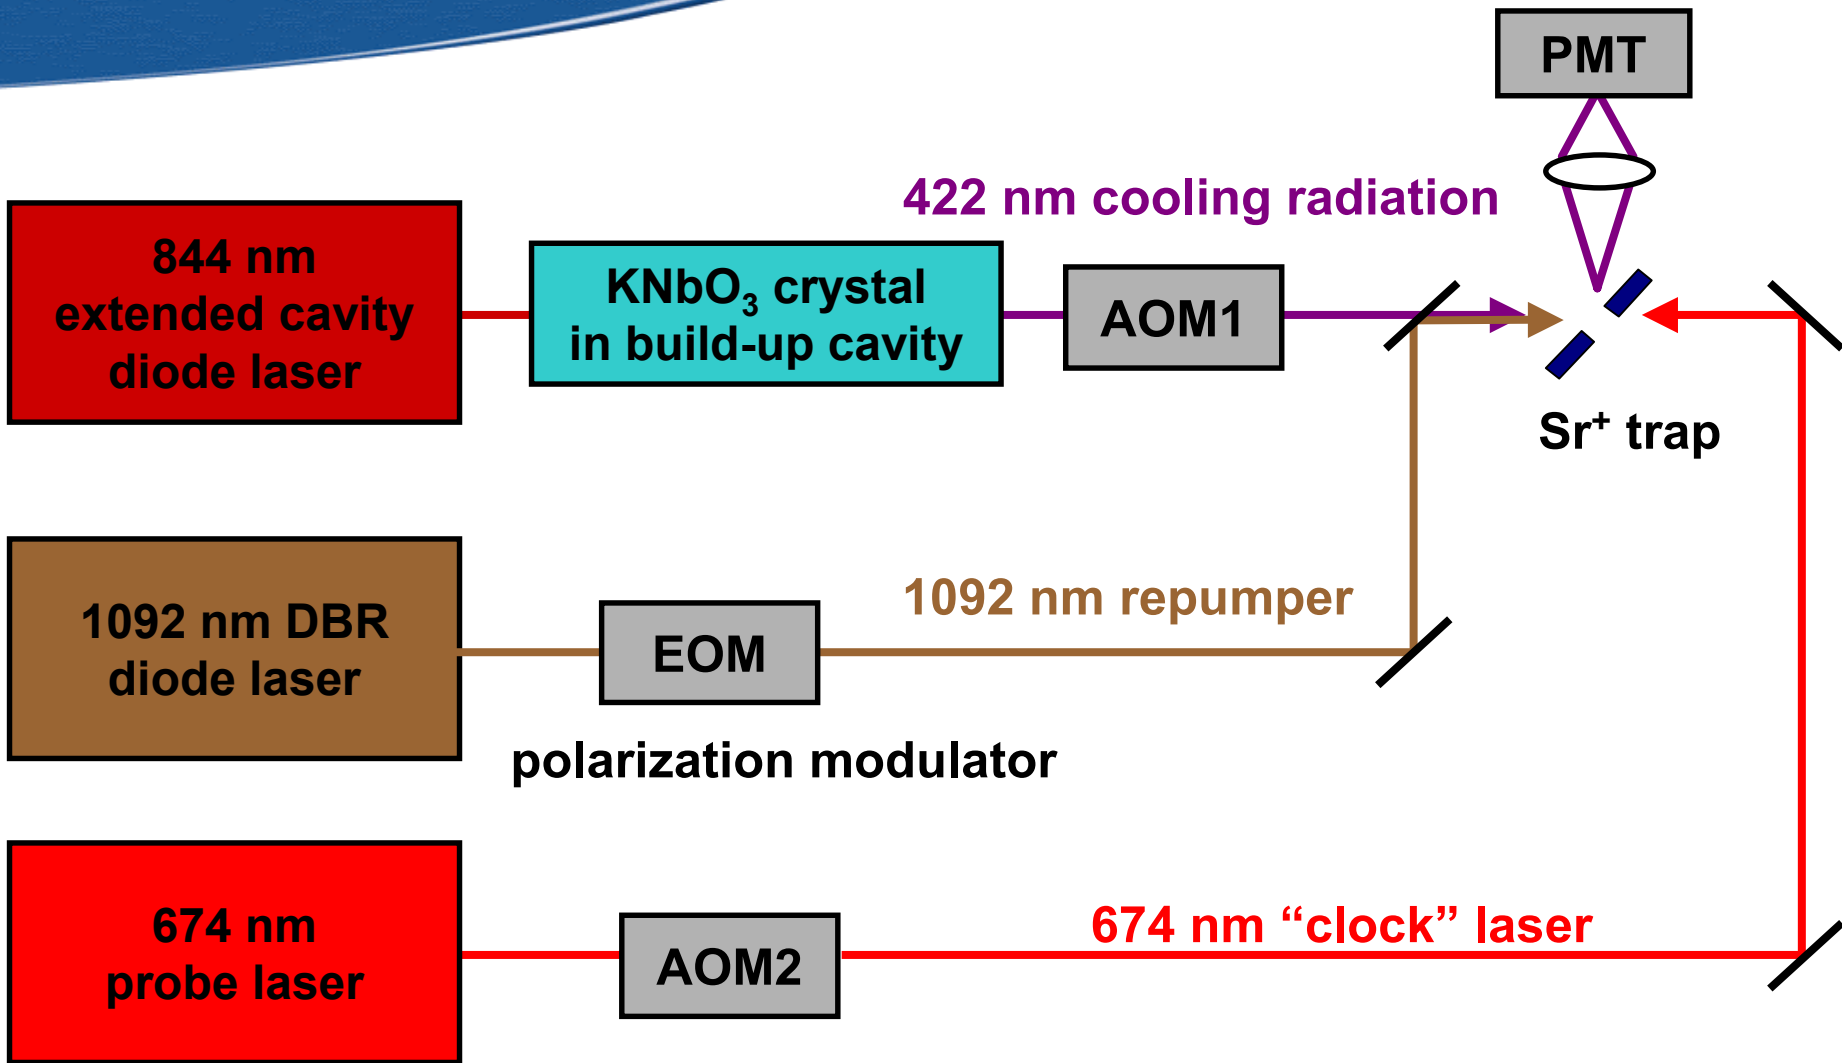 PMT
422 nm cooling radiation
844 nm
extended cavity
diode laser
KNbO₃ crystal
in build-up cavity
AOM1
Sr⁺ trap
1092 nm DBR
diode laser
EOM
1092 nm repumper
polarization modulator
674 nm
probe laser
AOM2
674 nm “clock” laser